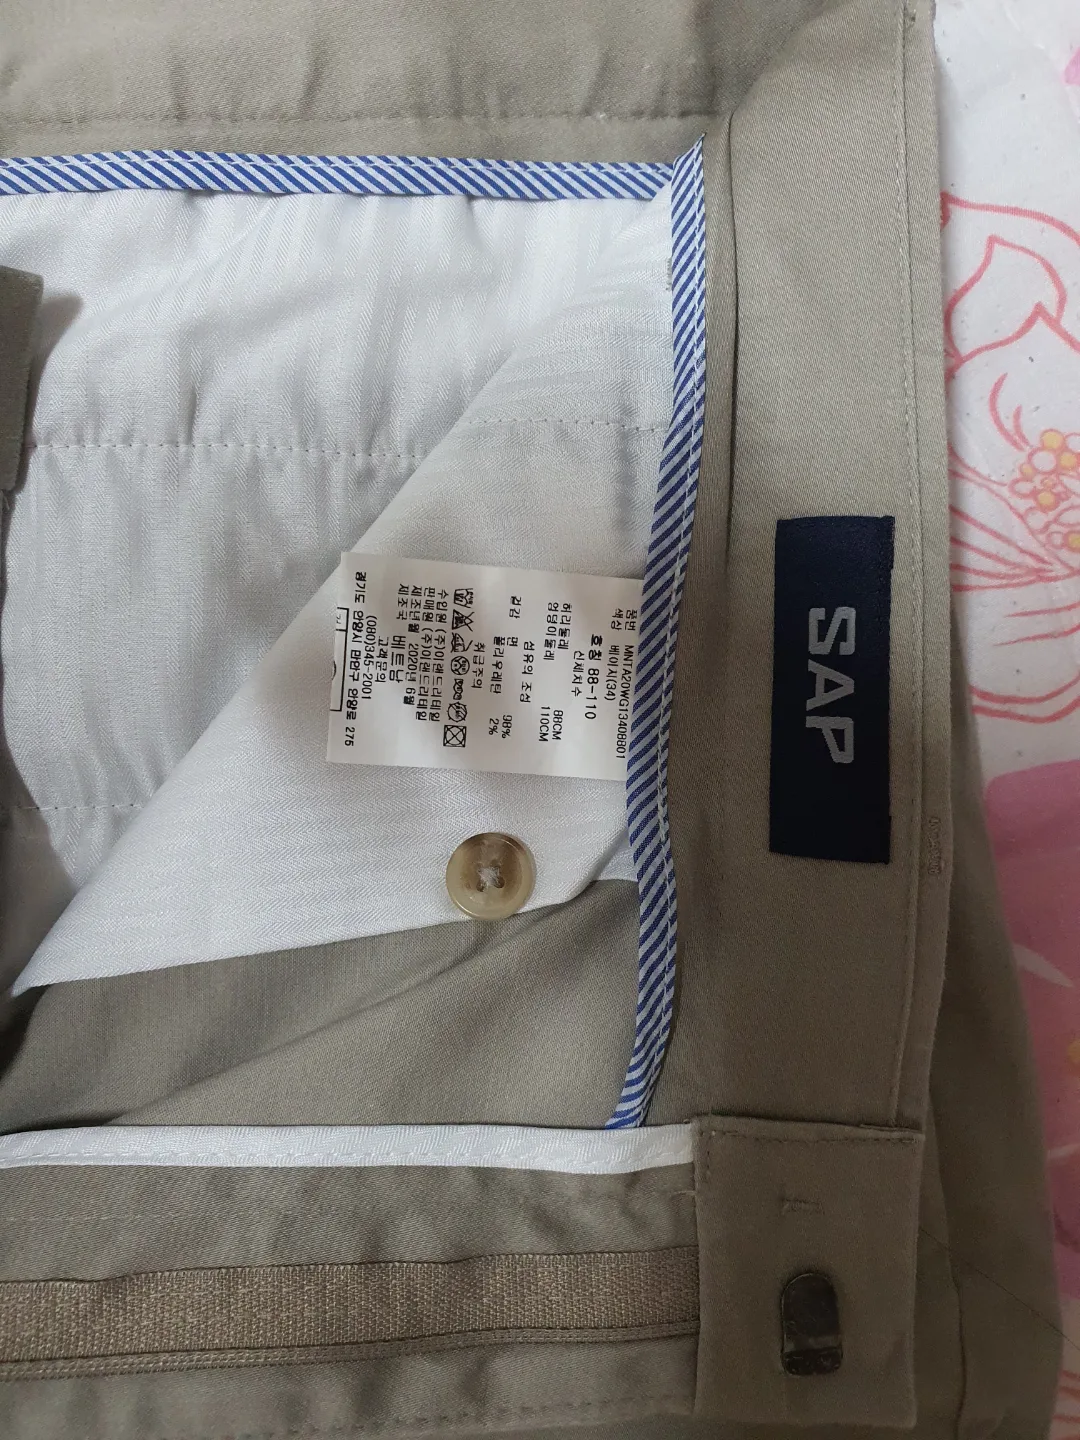 SAP
품번 MNTA20WG13408801
색상 베이지(34)
호칭 88-110
신체치수
허리둘레 88CM
엉덩이둘레 110CM
섬유의 조성
겉감 면 98%
폴리우레탄 2%
취급주의
수입원 (주)이랜드리테일
판매원 (주)이랜드리테일
제조년월 2020년 6월
제조국 베트남
고객문의
(080)345-2001
경기도 안양시 만안구 안양로 275